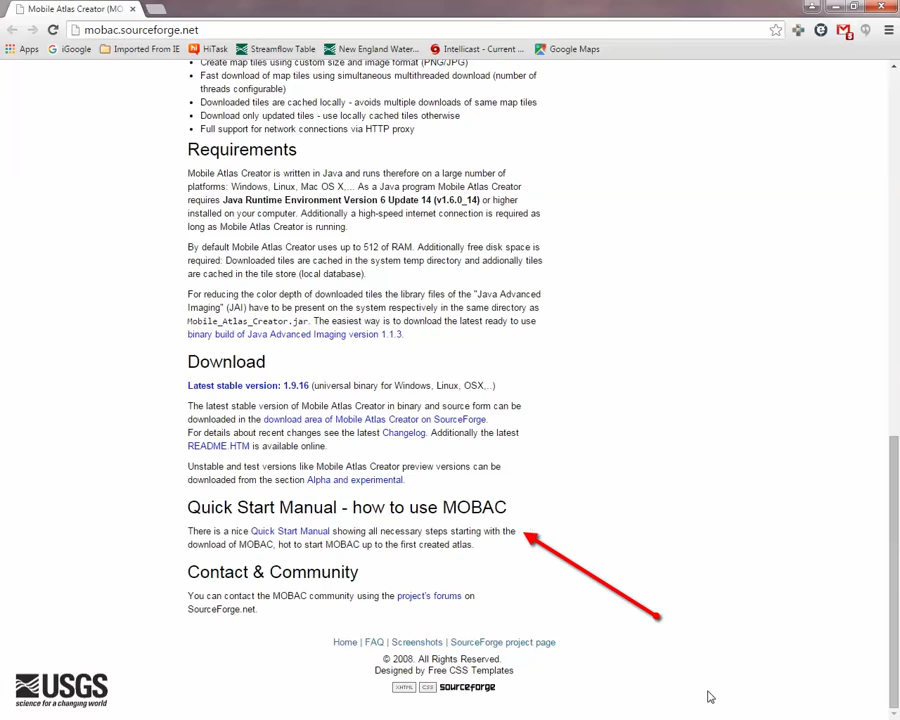 Mobile Atlas Creator (MO
mobac.sourceforge.net
Apps iGoogle Imported From IE HiTask Streamflow Table New England Water... Intellicast - Current ... Google Maps
Create map tiles using custom size and image format (PNG/JPG)
Fast download of map tiles using simultaneous multithreaded download (number of
threads configurable)
Downloaded tiles are cached locally - avoids multiple downloads of same map tiles
Download only updated tiles - use locally cached tiles otherwise
Full support for network connections via HTTP proxy
Requirements
Mobile Atlas Creator is written in Java and runs therefore on a large number of
platforms: Windows, Linux, Mac OS X,... As a Java program Mobile Atlas Creator
requires Java Runtime Environment Version 6 Update 14 (v1.6.0_14) or higher
installed on your computer. Additionally a high-speed internet connection is required as
long as Mobile Atlas Creator is running.
By default Mobile Atlas Creator uses up to 512 of RAM. Additionally free disk space is
required: Downloaded tiles are cached in the system temp directory and addionally tiles
are cached in the tile store (local database).
For reducing the color depth of downloaded tiles the library files of the "Java Advanced
Imaging" (JAI) have to be present on the system respectively in the same directory as
Mobile_Atlas_Creator.jar. The easiest way is to download the latest ready to use
binary build of Java Advanced Imaging version 1.1.3.
Download
Latest stable version: 1.9.16 (universal binary for Windows, Linux, OSX,..)
The latest stable version of Mobile Atlas Creator in binary and source form can be
downloaded in the download area of Mobile Atlas Creator on SourceForge.
For details about recent changes see the latest Changelog. Additionally the latest
README.HTM is available online.
Unstable and test versions like Mobile Atlas Creator preview versions can be
downloaded from the section Alpha and experimental.
Quick Start Manual - how to use MOBAC
There is a nice Quick Start Manual showing all necessary steps starting with the
download of MOBAC, hot to start MOBAC up to the first created atlas.
Contact & Community
You can contact the MOBAC community using the project's forums on
SourceForge.net.
Home | FAQ | Screenshots | SourceForge project page
© 2008. All Rights Reserved.
Designed by Free CSS Templates
XHTML CSS sourceforge
USGS
science for a changing world